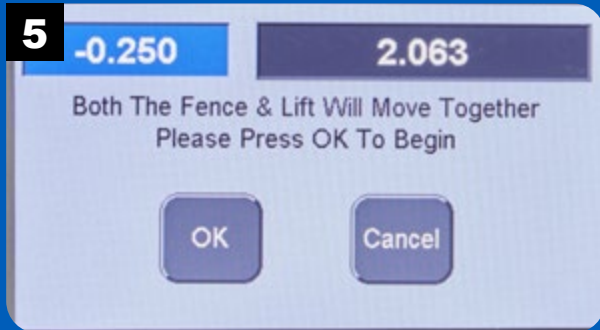 5
-0.250 2.063
Both The Fence & Lift Will Move Together
Please Press OK To Begin
OK Cancel